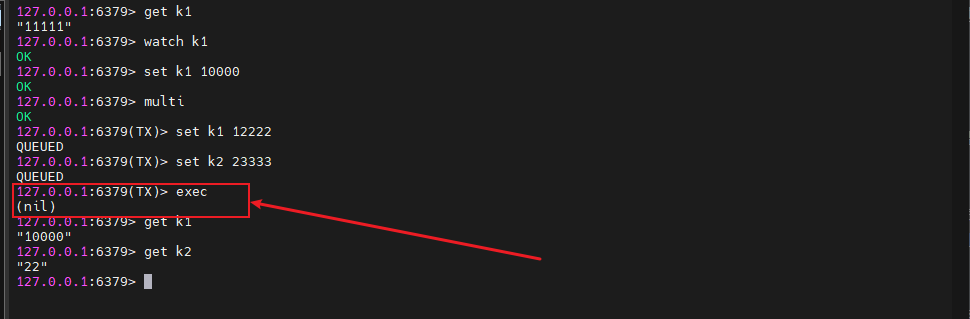 127.0.0.1:6379> get k1
"11111"
127.0.0.1:6379> watch k1
OK
127.0.0.1:6379> set k1 10000
OK
127.0.0.1:6379> multi
OK
127.0.0.1:6379(TX)> set k1 12222
QUEUED
127.0.0.1:6379(TX)> set k2 23333
QUEUED
127.0.0.1:6379(TX)> exec
(nil)
127.0.0.1:6379> get k1
"10000"
127.0.0.1:6379> get k2
"22"
127.0.0.1:6379>